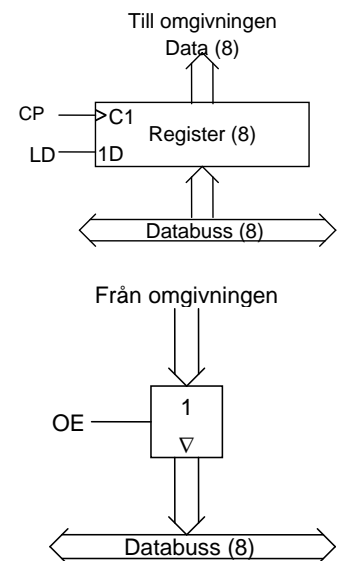 Till omgivningen
Data (8)
CP
C1
Register (8)
LD
1D
Databuss (8)
Från omgivningen
1
OE
∇
Databuss (8)